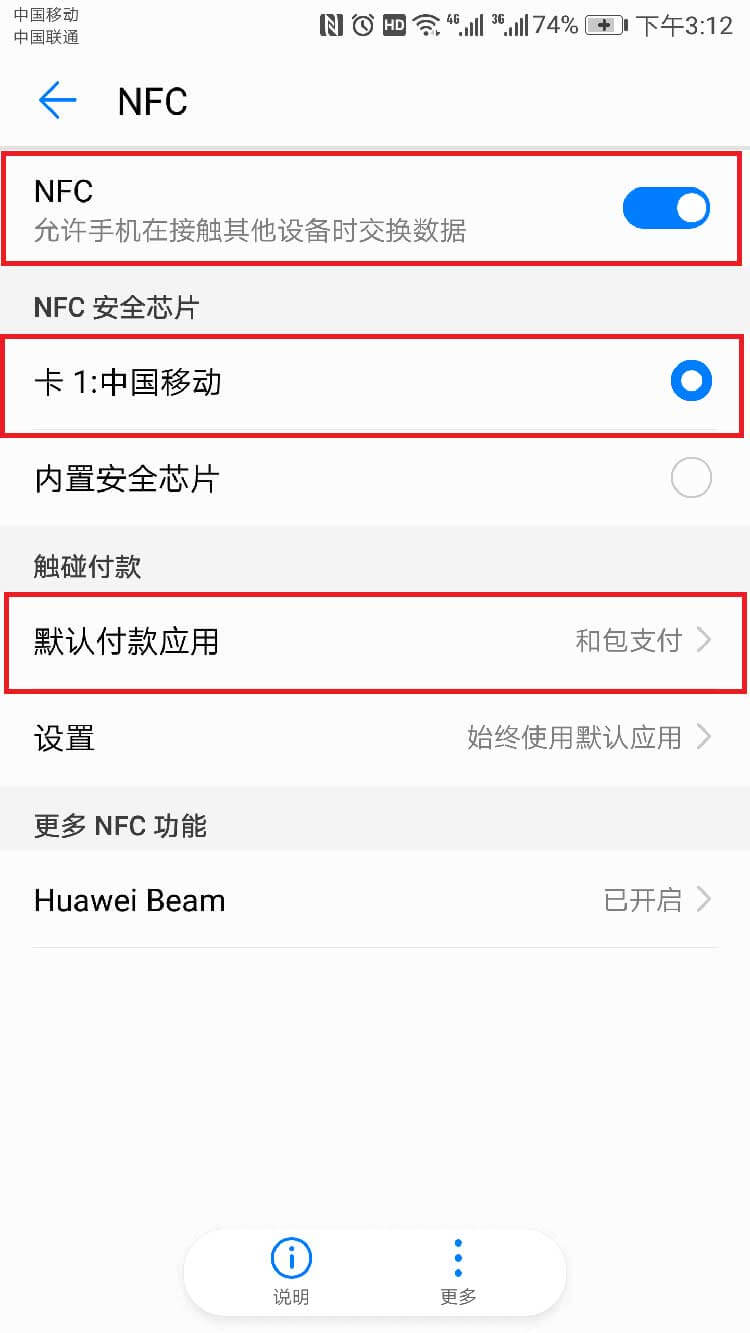 中国移动
中国联通
HD 4G 3G 74% 下午3:12
NFC
NFC
允许手机在接触其他设备时交换数据
NFC 安全芯片
卡 1:中国移动
内置安全芯片
触碰付款
默认付款应用 和包支付
设置 始终使用默认应用
更多 NFC 功能
Huawei Beam 已开启
说明 更多